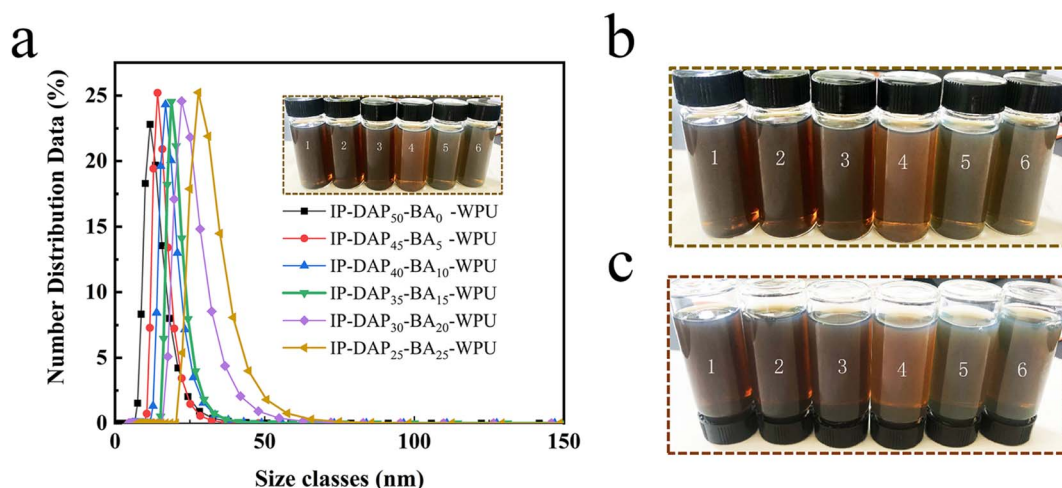 a
Number Distribution Data (%)
25
20
15
10
5
0
0 50 100 150
Size classes (nm)
1 2 3 4 5 6
IP-DAP₅₀-BA₀ -WPU
IP-DAP₄₅-BA₅ -WPU
IP-DAP₄₀-BA₁₀-WPU
IP-DAP₃₅-BA₁₅-WPU
IP-DAP₃₀-BA₂₀-WPU
IP-DAP₂₅-BA₂₅-WPU
b
1 2 3 4 5 6
c
1 2 3 4 5 6